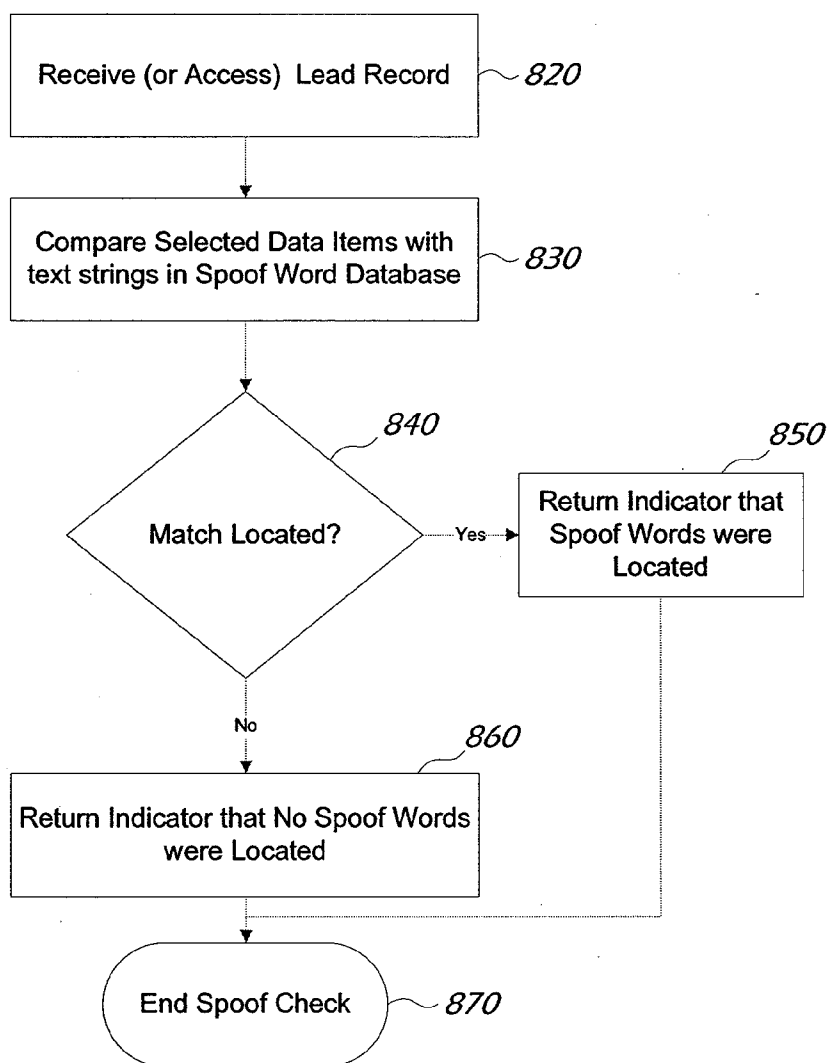 Receive (or Access) Lead Record
820
Compare Selected Data Items with
text strings in Spoof Word Database
830
840
Match Located?
Yes
850
Return Indicator that
Spoof Words were
Located
No
860
Return Indicator that No Spoof Words
were Located
End Spoof Check
870